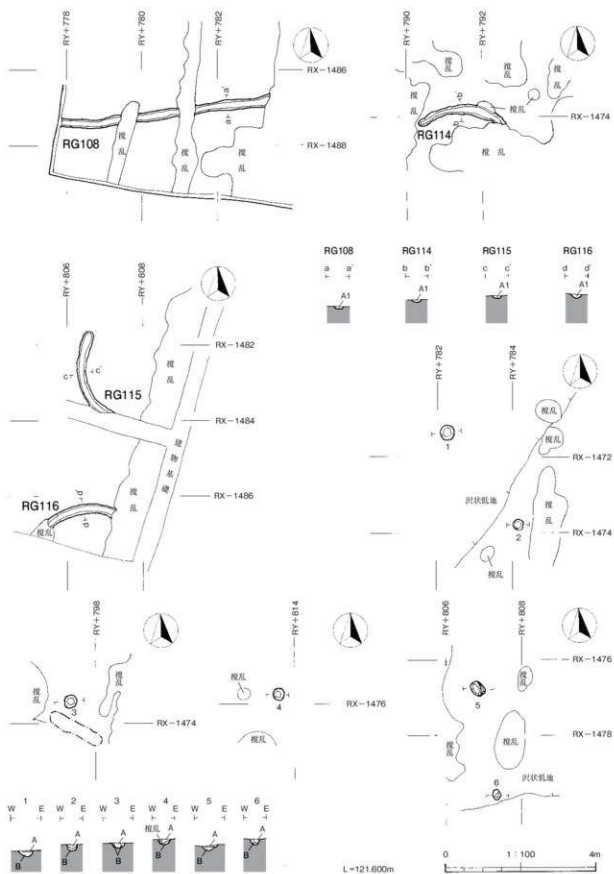 RY+778
RY+780
RY+782
RX-1486
RX-1488
RG108
攪乱
攪乱
攪乱
a a'
RY+790
RY+792
RX-1474
RG114
攪乱
攪乱
攪乱
攪乱
攪乱
b b'
RG108 RG114 RG115 RG116
a a' b b' c c' d d'
A1 A1 A1 A1
RY+806
RY+808
RX-1482
RX-1484
RX-1486
RG115
c c'
攪乱
攪乱
建物基礎
RG116
d d'
攪乱
RY+782
RY+784
RX-1472
RX-1474
1
2
攪乱
攪乱
攪乱
攪乱
沢状低地
RY+798
RX-1474
攪乱
攪乱
3
RY+814
RX-1476
攪乱
攪乱
4
RY+806
RY+808
RX-1476
RX-1478
攪乱
攪乱
攪乱
5
6
沢状低地
1 2 3 4 5 6
W E W E W E W E W E W E
攪乱
A A A A A A
B B B B B B
L=121.600m
0 1:100 4m